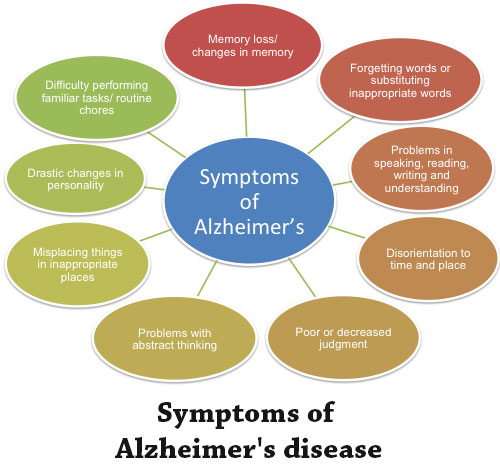 Memory loss/
changes in memory
Forgetting words or
substituting
inappropriate words
Difficulty performing
familiar tasks/ routine
chores
Problems in
speaking, reading,
writing and
understanding
Drastic changes in
personality
Symptoms
of
Alzheimer's
Misplacing things
in inappropriate
places
Disorientation to
time and place
Problems with
abstract thinking
Poor or decreased
judgment
Symptoms of
Alzheimer's disease